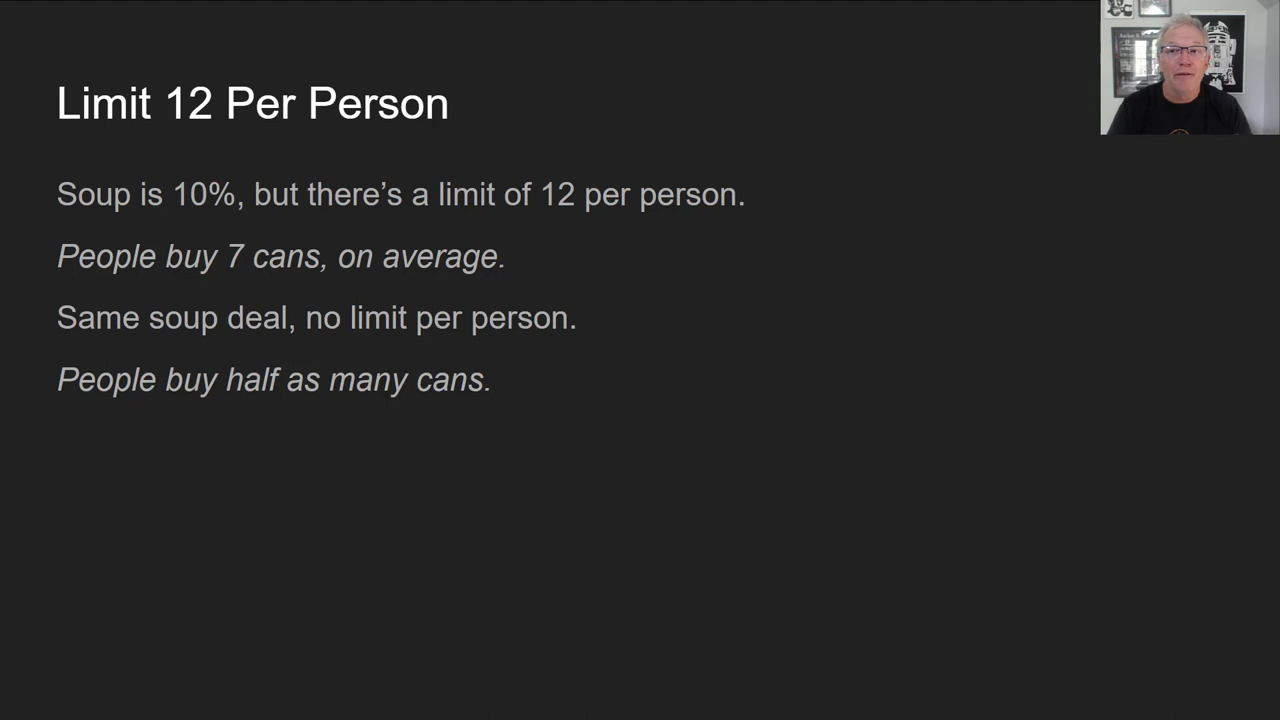 Limit 12 Per Person
Soup is 10%, but there’s a limit of 12 per person.
People buy 7 cans, on average.
Same soup deal, no limit per person.
People buy half as many cans.